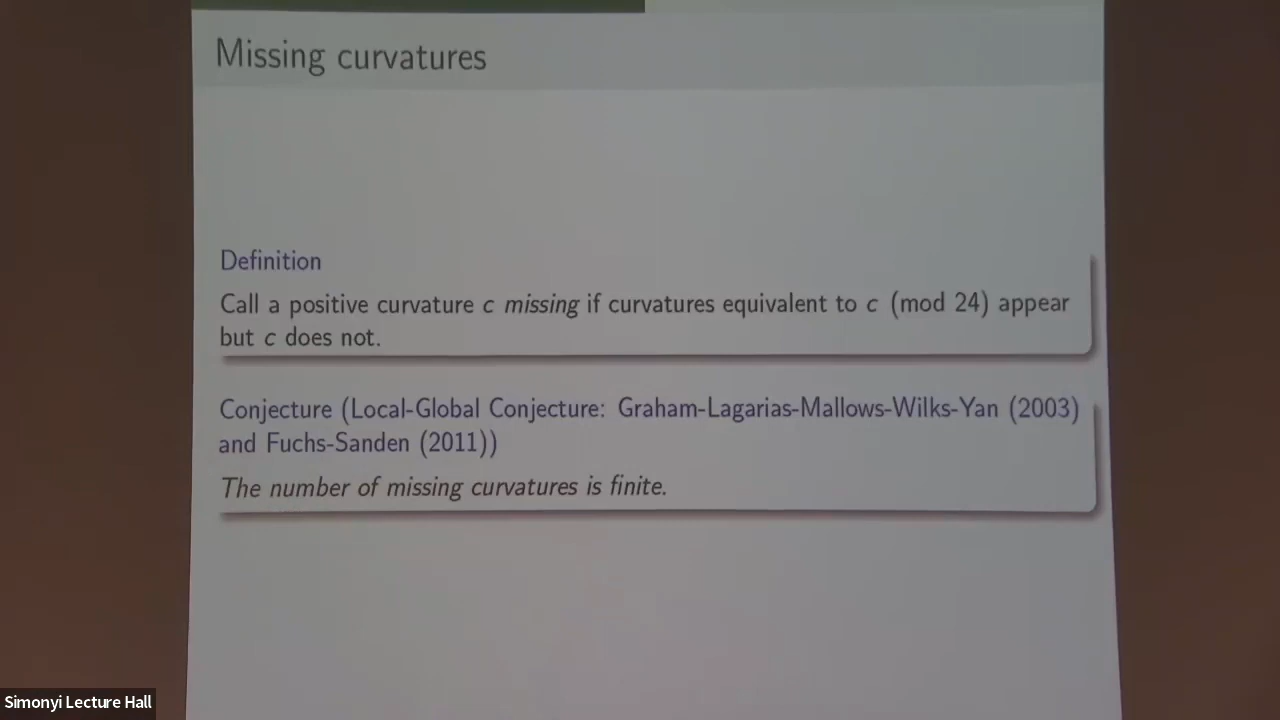 Missing curvatures
Definition
Call a positive curvature c missing if curvatures equivalent to c (mod 24) appear
but c does not.
Conjecture (Local-Global Conjecture: Graham-Lagarias-Mallows-Wilks-Yan (2003)
and Fuchs-Sanden (2011))
The number of missing curvatures is finite.
Simonyi Lecture Hall